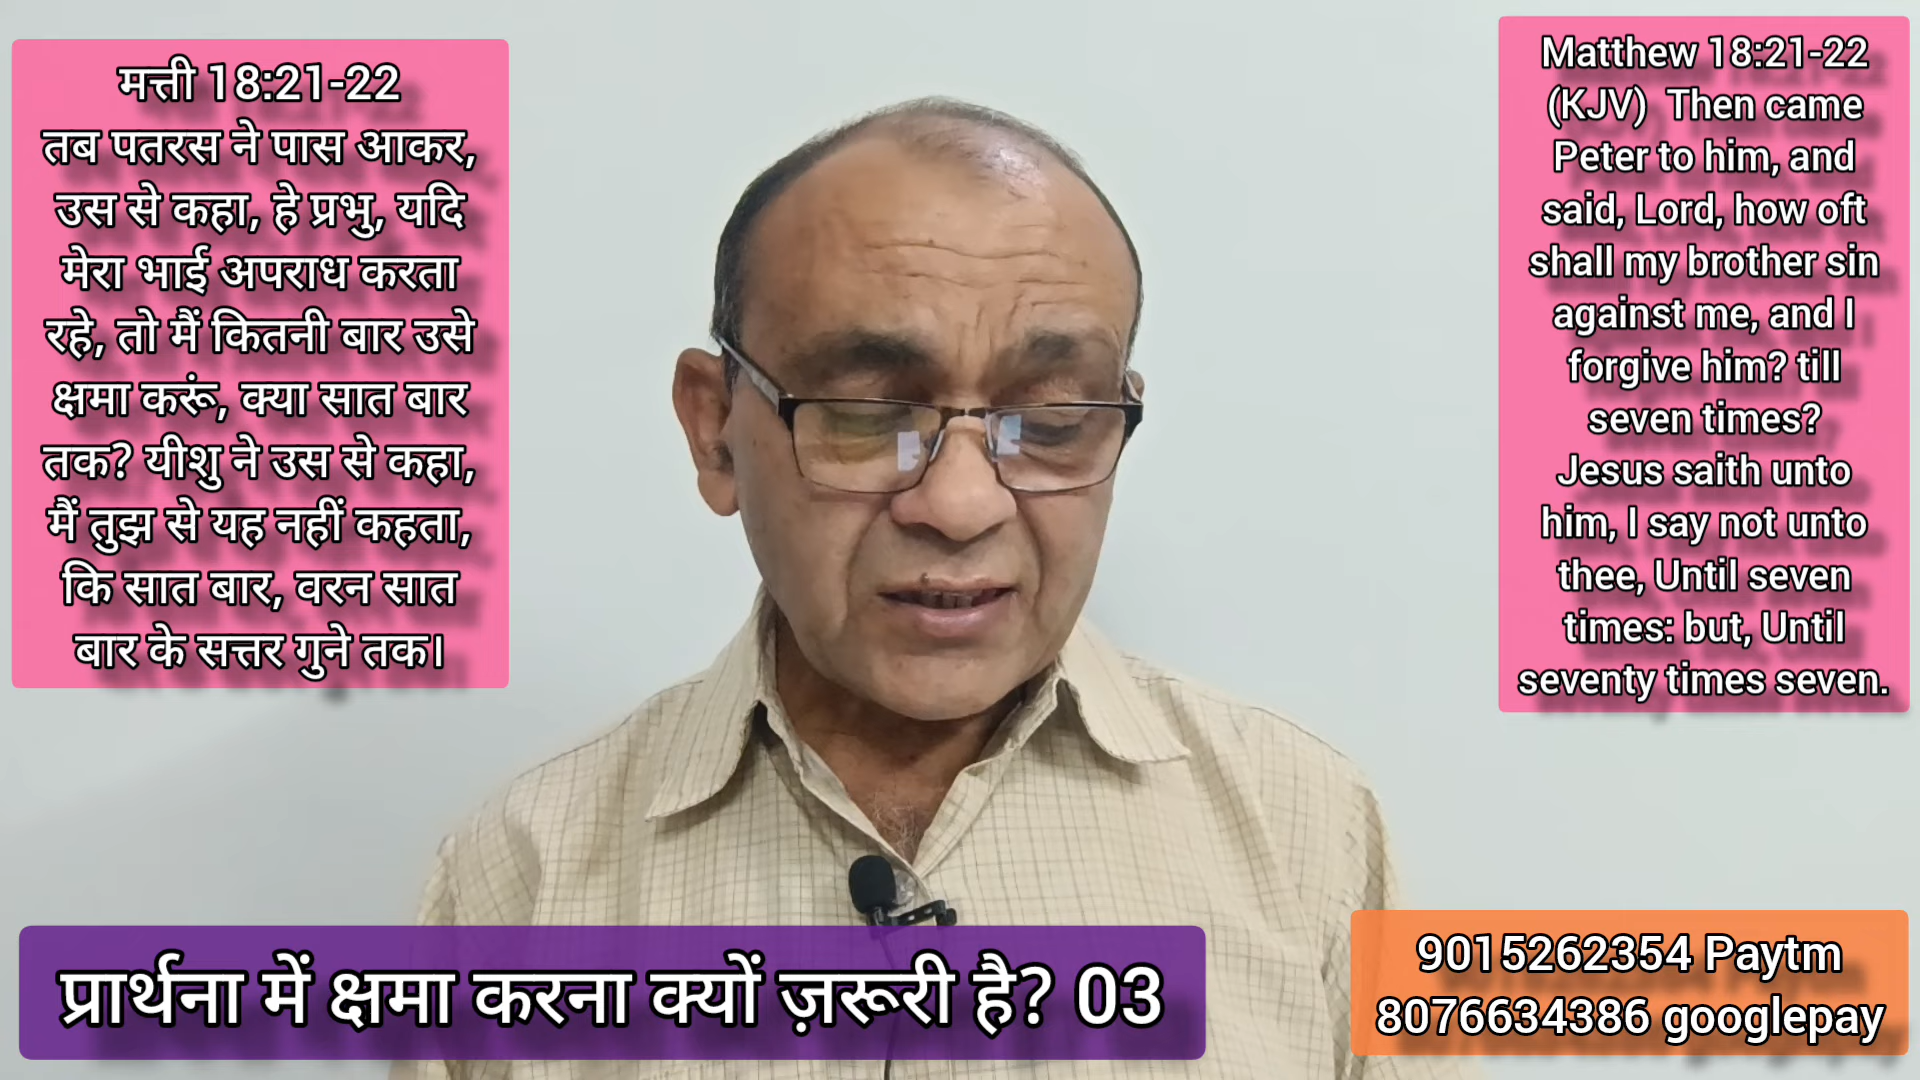 मत्ती 18:21-22
तब पतरस ने पास आकर,
उस से कहा, हे प्रभु, यदि
मेरा भाई अपराध करता
रहे, तो मैं कितनी बार उसे
क्षमा करूं, क्या सात बार
तक? यीशु ने उस से कहा,
मैं तुझ से यह नहीं कहता,
कि सात बार, वरन सात
बार के सत्तर गुने तक।
Matthew 18:21-22
(KJV) Then came
Peter to him, and
said, Lord, how oft
shall my brother sin
against me, and I
forgive him? till
seven times?
Jesus saith unto
him, I say not unto
thee, Until seven
times: but, Until
seventy times seven.
प्रार्थना में क्षमा करना क्यों ज़रूरी है? 03
9015262354 Paytm
8076634386 googlepay